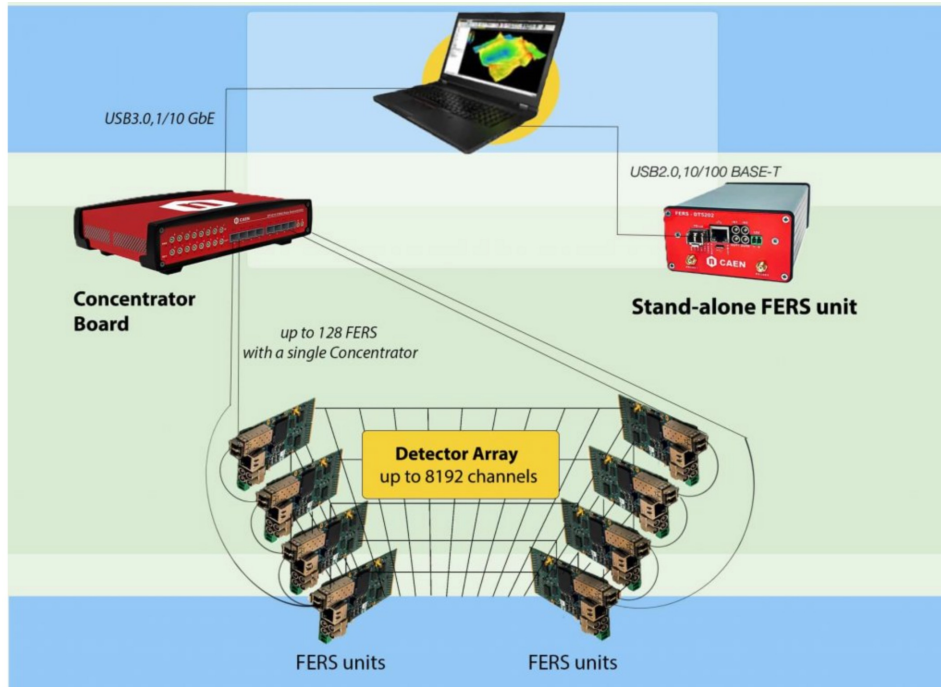 USB3.0,1/10 GbE
USB2.0,10/100 BASE-T
FERS - DT5202
CAEN
CAEN
Concentrator
Board
Stand-alone FERS unit
up to 128 FERS
with a single Concentrator
Detector Array
up to 8192 channels
FERS units
FERS units